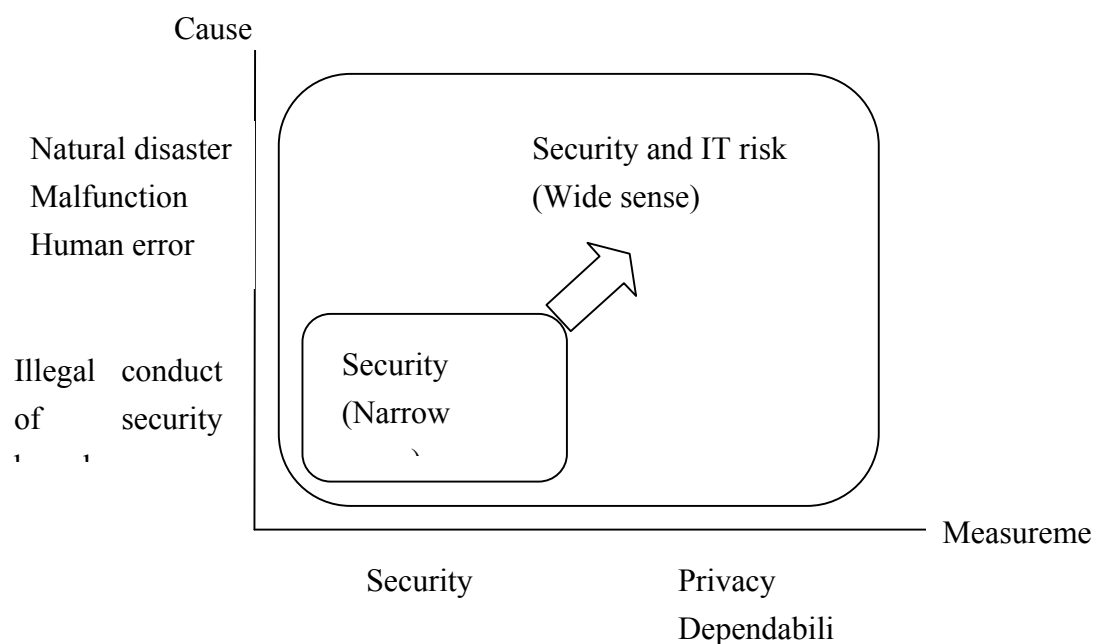 Cause
Natural disaster
Malfunction
Human error
Security and IT risk
(Wide sense)
Illegal conduct
of security
Security
(Narrow
Measureme
Security
Privacy
Dependabili